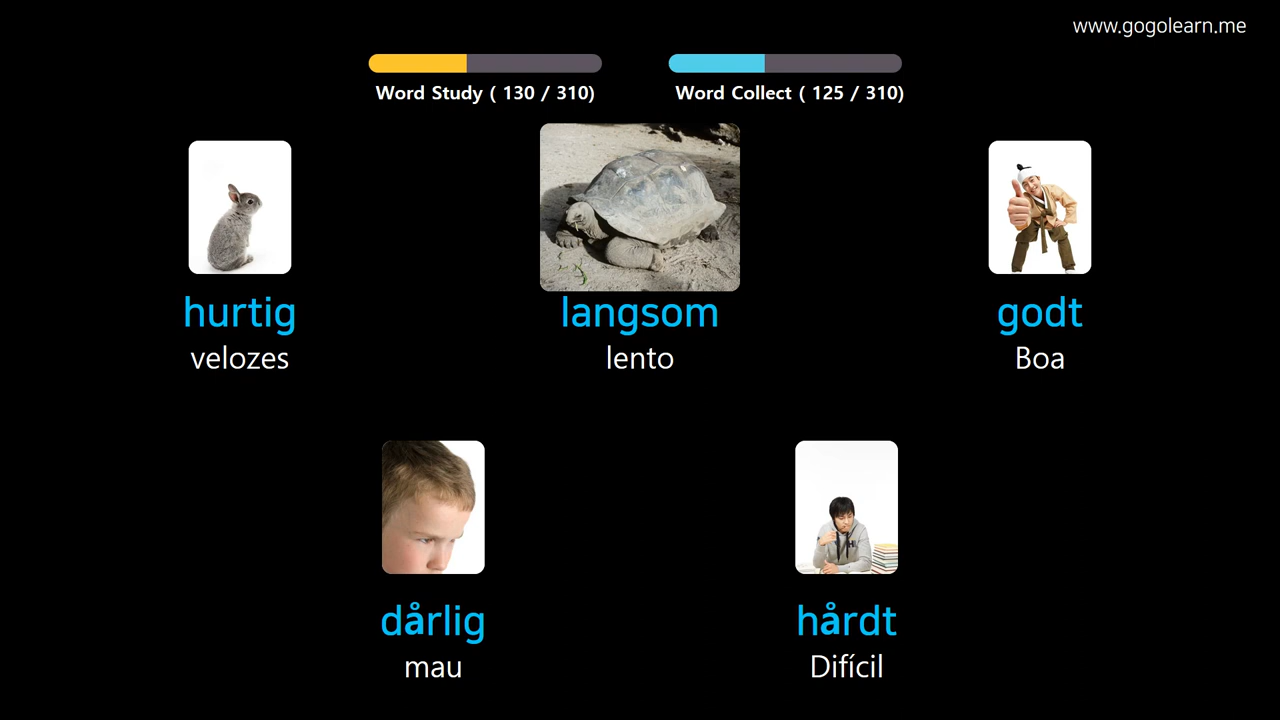 www.gogolearn.me
Word Study ( 130 / 310)
Word Collect ( 125 / 310)
hurtig
velozes
langsom
lento
godt
Boa
dårlig
mau
hårdt
Difícil